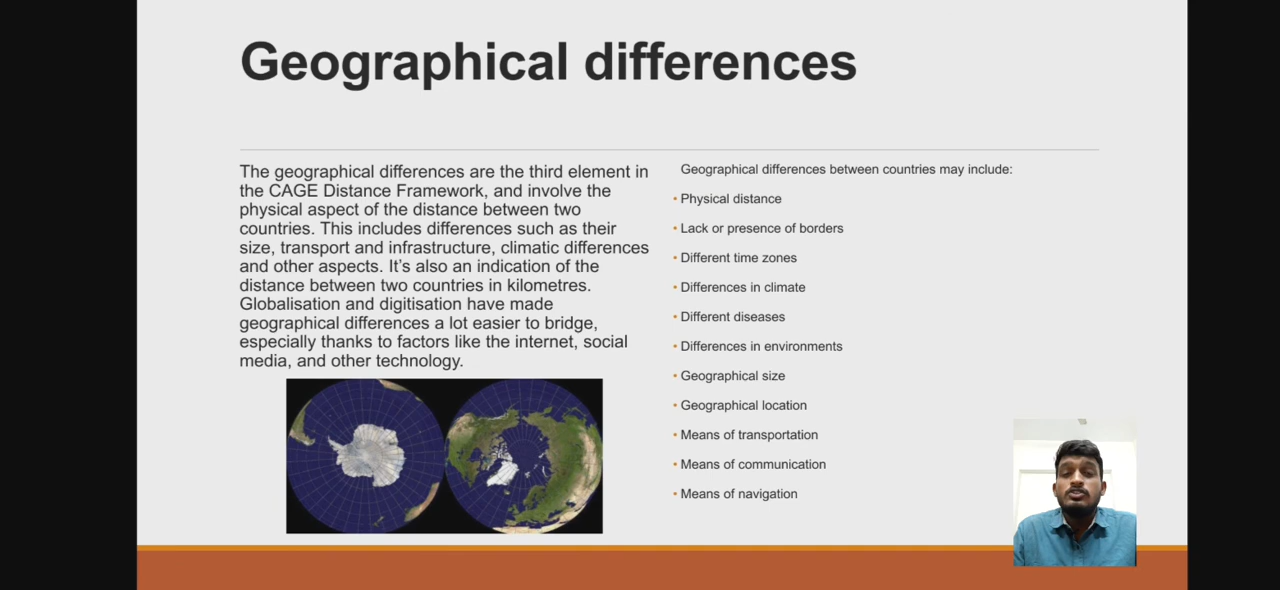 Geographical differences
The geographical differences are the third element in
the CAGE Distance Framework, and involve the
physical aspect of the distance between two
countries. This includes differences such as their
size, transport and infrastructure, climatic differences
and other aspects. It’s also an indication of the
distance between two countries in kilometres.
Globalisation and digitisation have made
geographical differences a lot easier to bridge,
especially thanks to factors like the internet, social
media, and other technology.
Geographical differences between countries may include:
• Physical distance
• Lack or presence of borders
• Different time zones
• Differences in climate
• Different diseases
• Differences in environments
• Geographical size
• Geographical location
• Means of transportation
• Means of communication
• Means of navigation